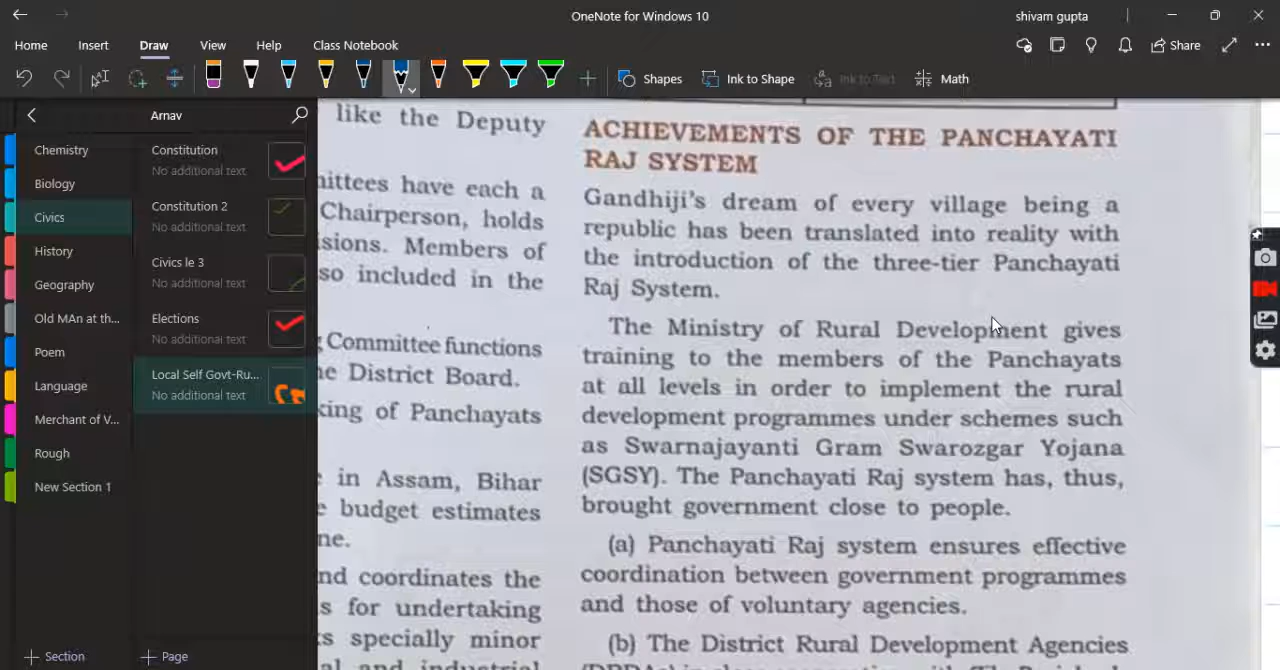 OneNote for Windows 10
shivam gupta
Home Insert Draw View Help Class Notebook
Share
Shapes Ink to Shape Ink to Text Math
Arnav
Chemistry
Biology
Civics
History
Geography
Old MAn at th...
Poem
Language
Merchant of V...
Rough
New Section 1
Section
Constitution
No additional text
Constitution 2
No additional text
Civics le 3
No additional text
Elections
No additional text
Local Self Govt-Ru...
No additional text
Page
like the Deputy
have each a
Chairperson, holds
Members of
included in the
Committee functions
District Board.
of Panchayats
in Assam, Bihar
budget estimates
coordinates the
for undertaking
specially minor
and industrial
ACHIEVEMENTS OF THE PANCHAYATI
RAJ SYSTEM
Gandhiji's dream of every village being a
republic has been translated into reality with
the introduction of the three-tier Panchayati
Raj System.
The Ministry of Rural Development gives
training to the members of the Panchayats
at all levels in order to implement the rural
development programmes under schemes such
as Swarnajayanti Gram Swarozgar Yojana
(SGSY). The Panchayati Raj system has, thus,
brought government close to people.
(a) Panchayati Raj system ensures effective
coordination between government programmes
and those of voluntary agencies.
(b) The District Rural Development Agencies